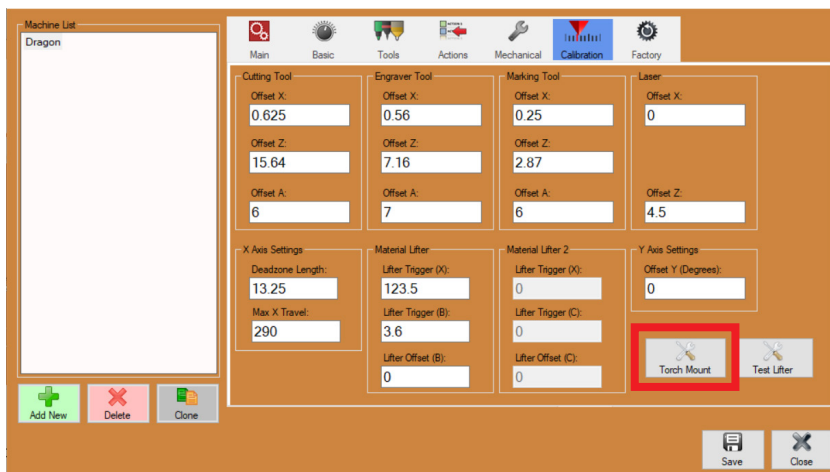 Machine List
Dragon
Main Basic Tools Actions Mechanical Calibration Factory
Cutting Tool
Offset X:
0.625
Offset Z:
15.64
Offset A:
6
Engraver Tool
Offset X:
0.56
Offset Z:
7.16
Offset A:
7
Marking Tool
Offset X:
0.25
Offset Z:
2.87
Offset A:
6
Laser
Offset X:
0
Offset Z:
4.5
X Axis Settings
Deadzone Length:
13.25
Max X Travel:
290
Material Lifter
Lifter Trigger (X):
123.5
Lifter Trigger (B):
3.6
Lifter Offset (B):
0
Material Lifter 2
Lifter Trigger (X):
0
Lifter Trigger (C):
0
Lifter Offset (C):
0
Y Axis Settings
Offset Y (Degrees):
0
Torch Mount
Test Lifter
Add New Delete Clone
Save Close